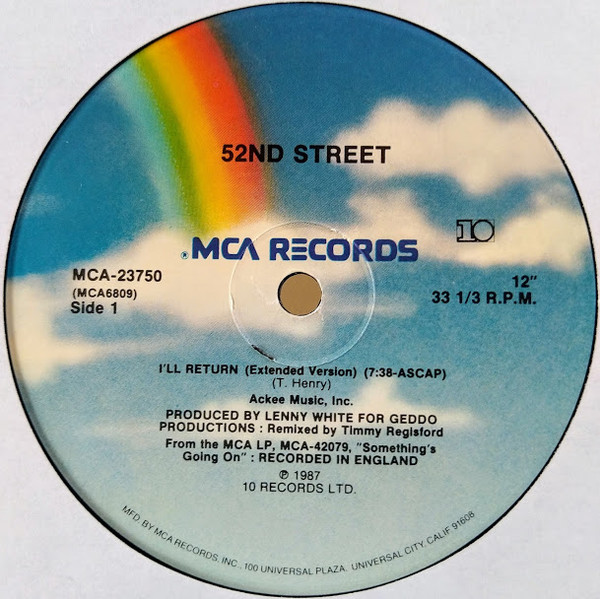 52ND STREET
® MCA RECORDS
10
MCA-23750
(MCA6809)
Side 1
12"
33 1/3 R.P.M.
I'LL RETURN (Extended Version) (7:38-ASCAP)
(T. Henry)
Ackee Music, Inc.
PRODUCED BY LENNY WHITE FOR GEDDO
PRODUCTIONS : Remixed by Timmy Regisford
From the MCA LP, MCA-42079, "Something's
Going On" : RECORDED IN ENGLAND
℗ 1987
10 RECORDS LTD.
MFD. BY MCA RECORDS, INC., 100 UNIVERSAL PLAZA, UNIVERSAL CITY, CALIF 91608